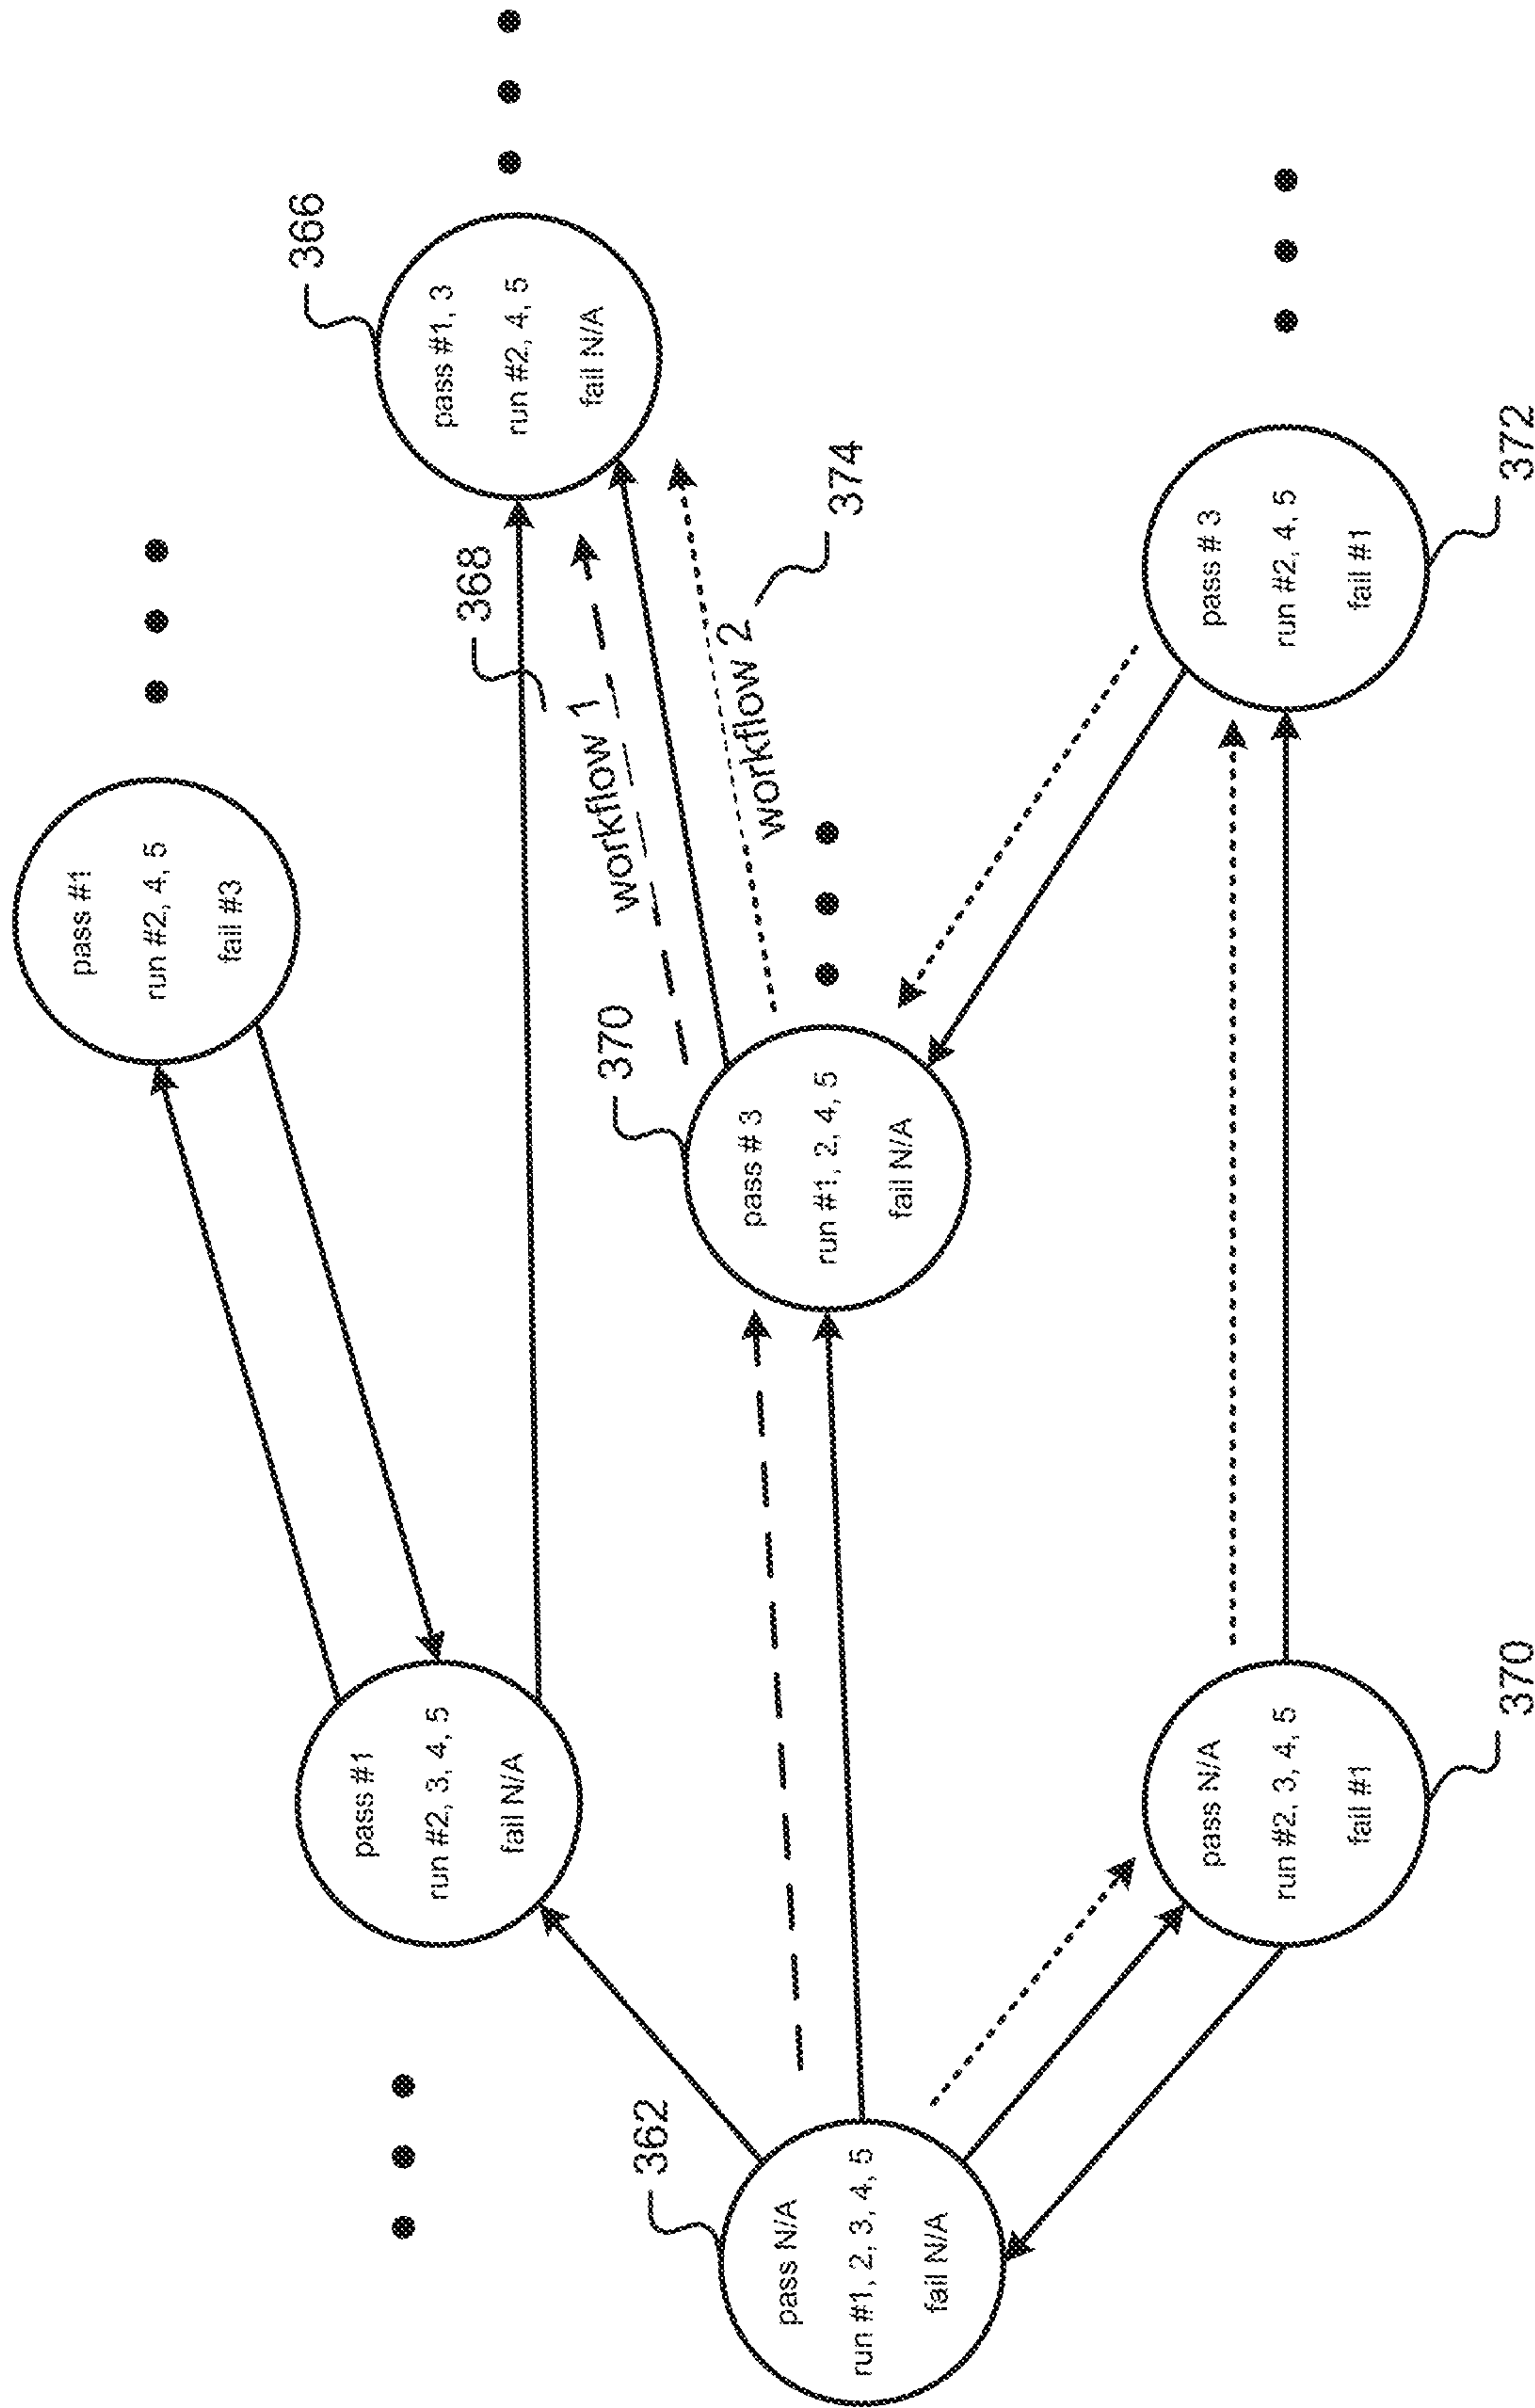 pass #1
run #2, 4, 5
fail #3
366
pass #1, 3
run #2, 4, 5
fail N/A
pass #1
run #2, 3, 4, 5
fail N/A
368
workflow 1
workflow 2
374
370
pass # 3
run #1, 2, 4, 5
fail N/A
362
pass N/A
run #1, 2, 3, 4, 5
fail N/A
pass N/A
run #2, 3, 4, 5
fail #1
370
pass # 3
run #2, 4, 5
fail #1
372